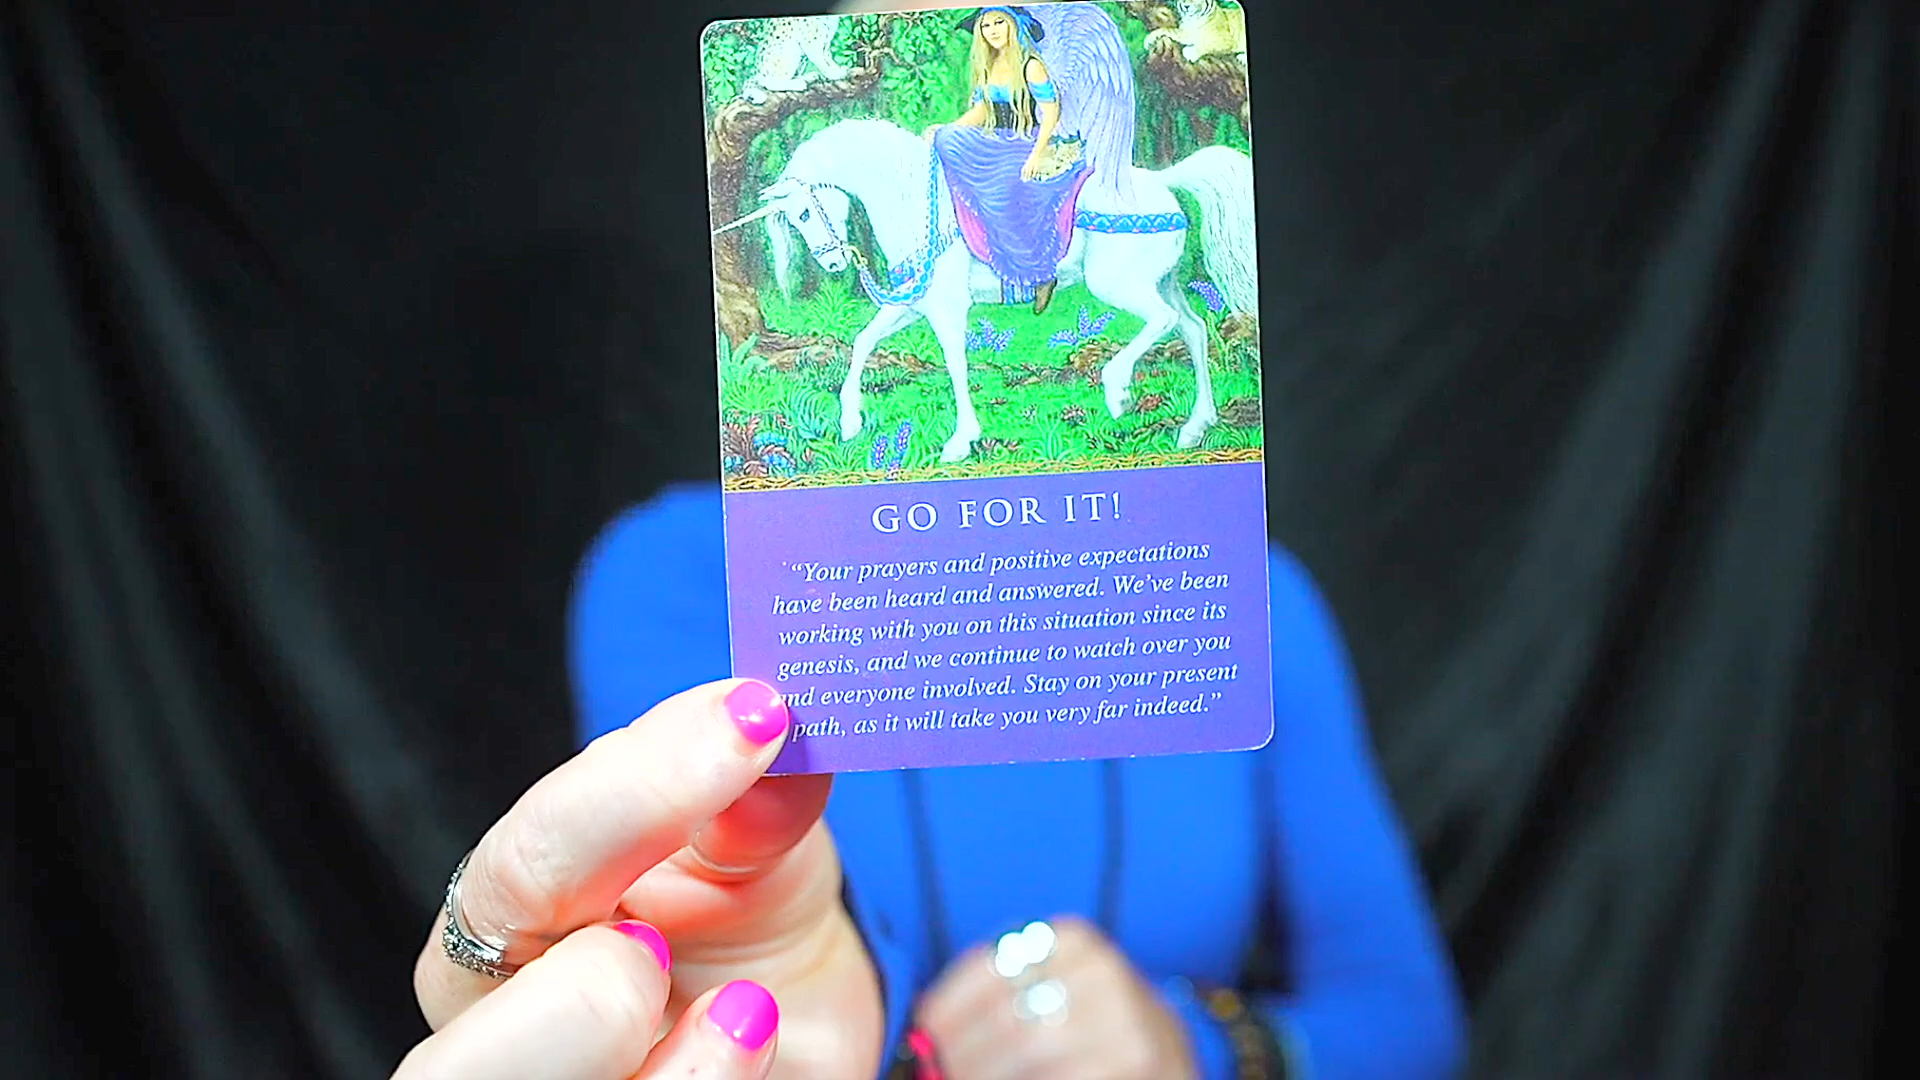 GO FOR IT!
“Your prayers and positive expectations
have been heard and answered. We’ve been
working with you on this situation since its
genesis, and we continue to watch over you
and everyone involved. Stay on your present
path, as it will take you very far indeed.”